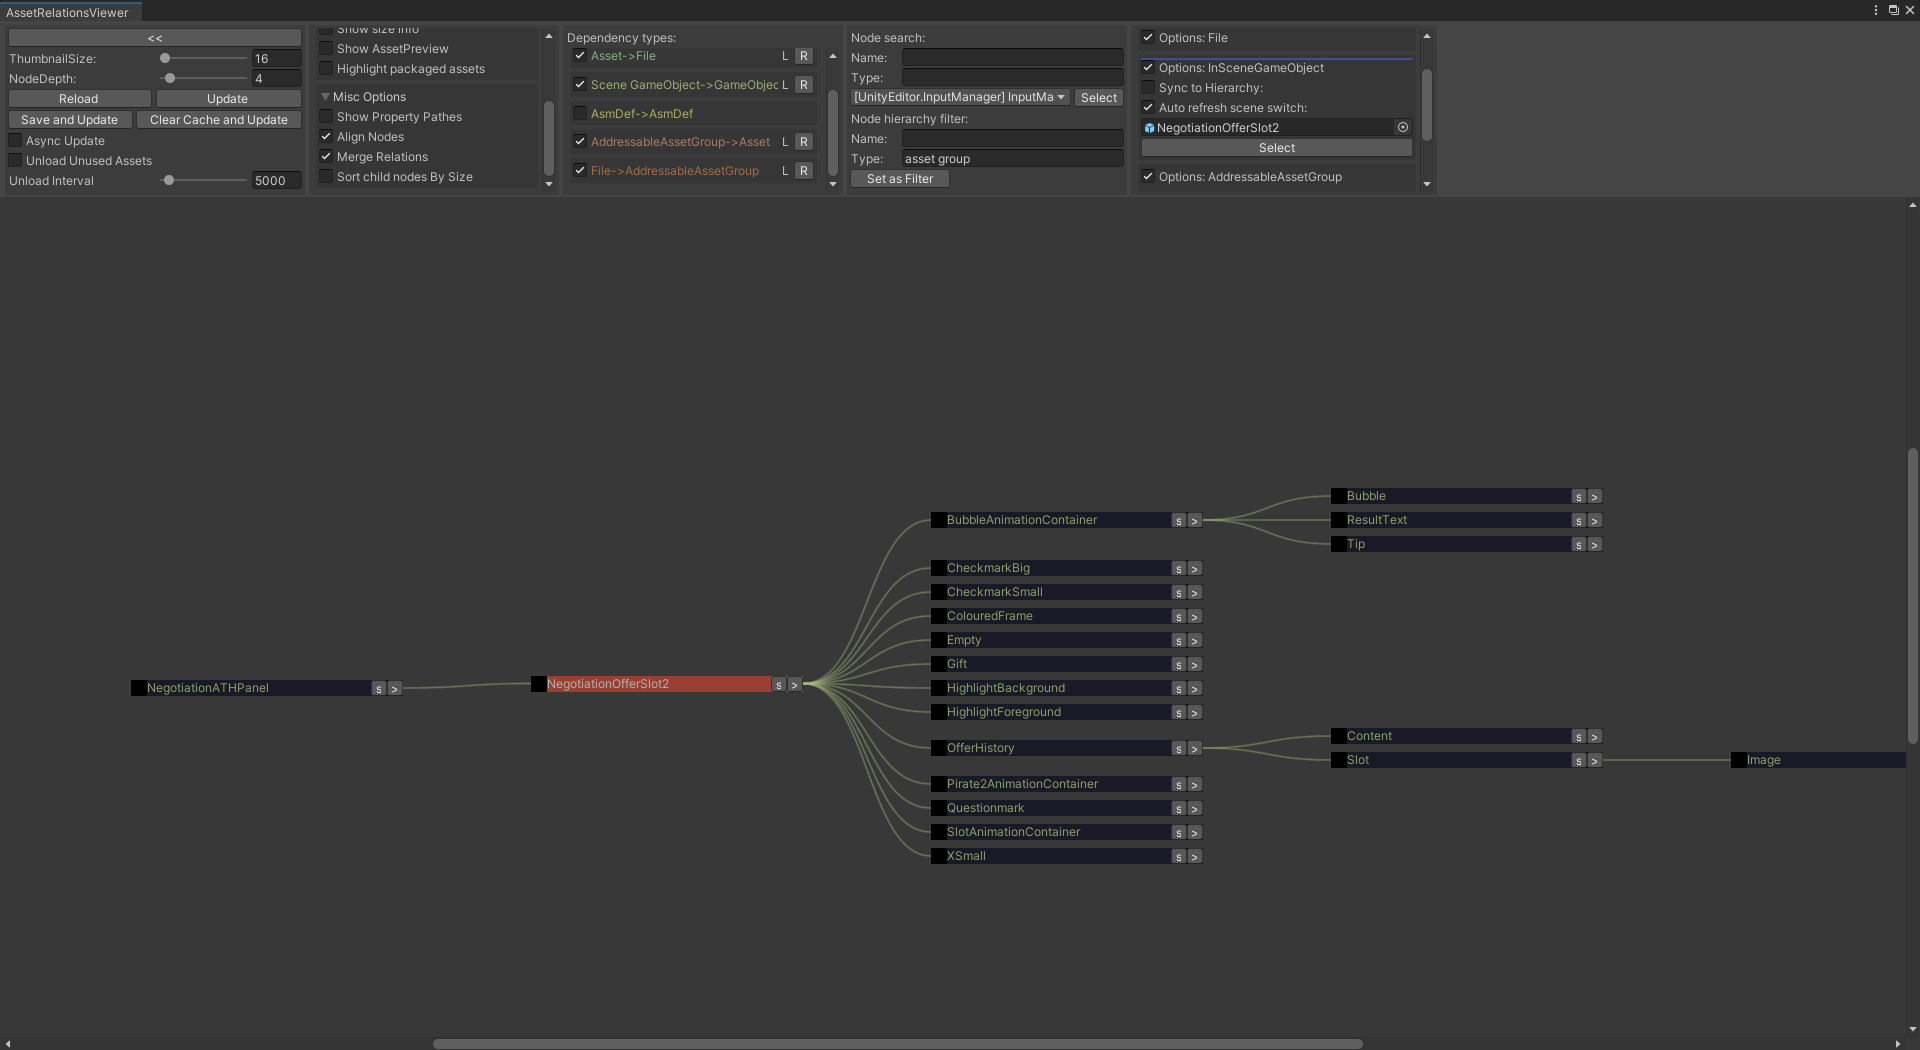 AssetRelationsViewer
<<
ThumbnailSize: 16
NodeDepth: 4
Reload Update
Save and Update Clear Cache and Update
Async Update
Unload Unused Assets
Unload Interval 5000
Show size info
Show AssetPreview
Highlight packaged assets
Misc Options
Show Property Pathes
Align Nodes
Merge Relations
Sort child nodes By Size
Dependency types:
Asset->File L R
Scene GameObject->GameObjec L R
AsmDef->AsmDef
AddressableAssetGroup->Asset L R
File->AddressableAssetGroup L R
Node search:
Name:
Type:
[UnityEditor.InputManager] InputMa Select
Node hierarchy filter:
Name:
Type: asset group
Set as Filter
Options: File
Options: InSceneGameObject
Sync to Hierarchy:
Auto refresh scene switch:
NegotiationOfferSlot2
Select
Options: AddressableAssetGroup
NegotiationATHPanel s >
NegotiationOfferSlot2 s >
BubbleAnimationContainer s >
CheckmarkBig s >
CheckmarkSmall s >
ColouredFrame s >
Empty s >
Gift s >
HighlightBackground s >
HighlightForeground s >
OfferHistory s >
Pirate2AnimationContainer s >
Questionmark s >
SlotAnimationContainer s >
XSmall s >
Bubble s >
ResultText s >
Tip s >
Content s >
Slot s >
Image